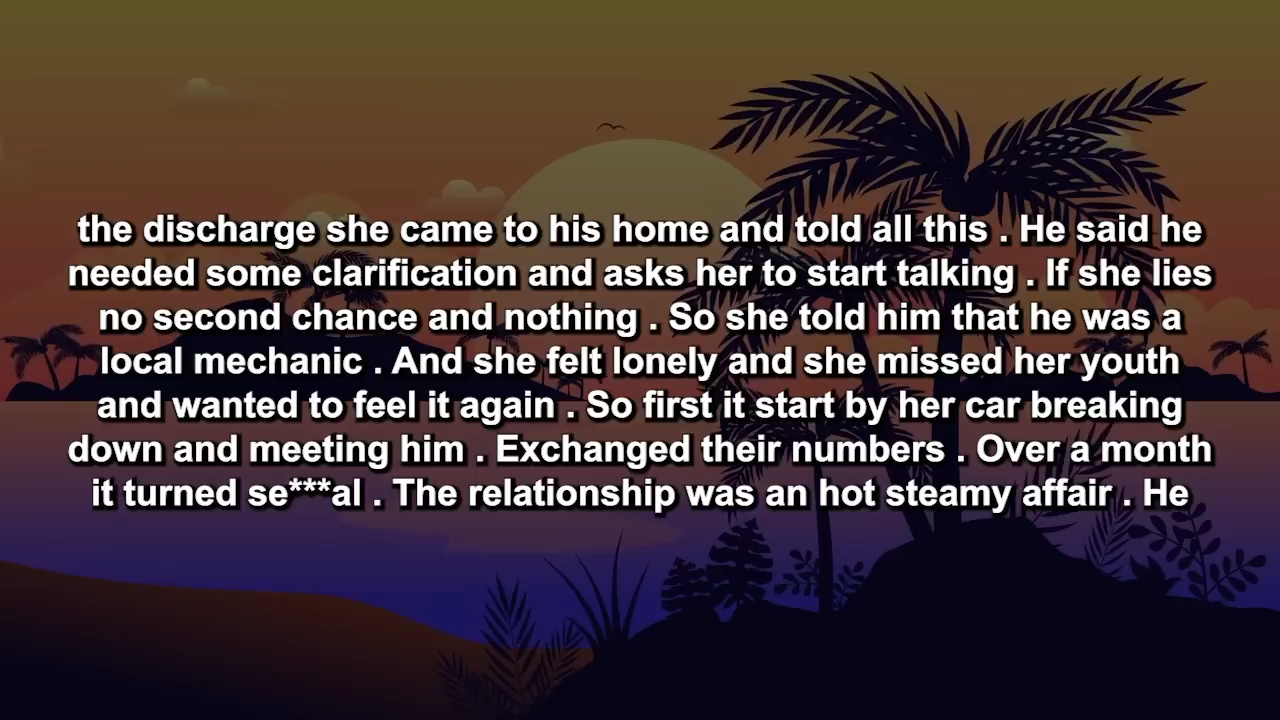 the discharge she came to his home and told all this . He said he
needed some clarification and asks her to start talking . If she lies
no second chance and nothing . So she told him that he was a
local mechanic . And she felt lonely and she missed her youth
and wanted to feel it again . So first it start by her car breaking
down and meeting him . Exchanged their numbers . Over a month
it turned se***al . The relationship was an hot steamy affair . He